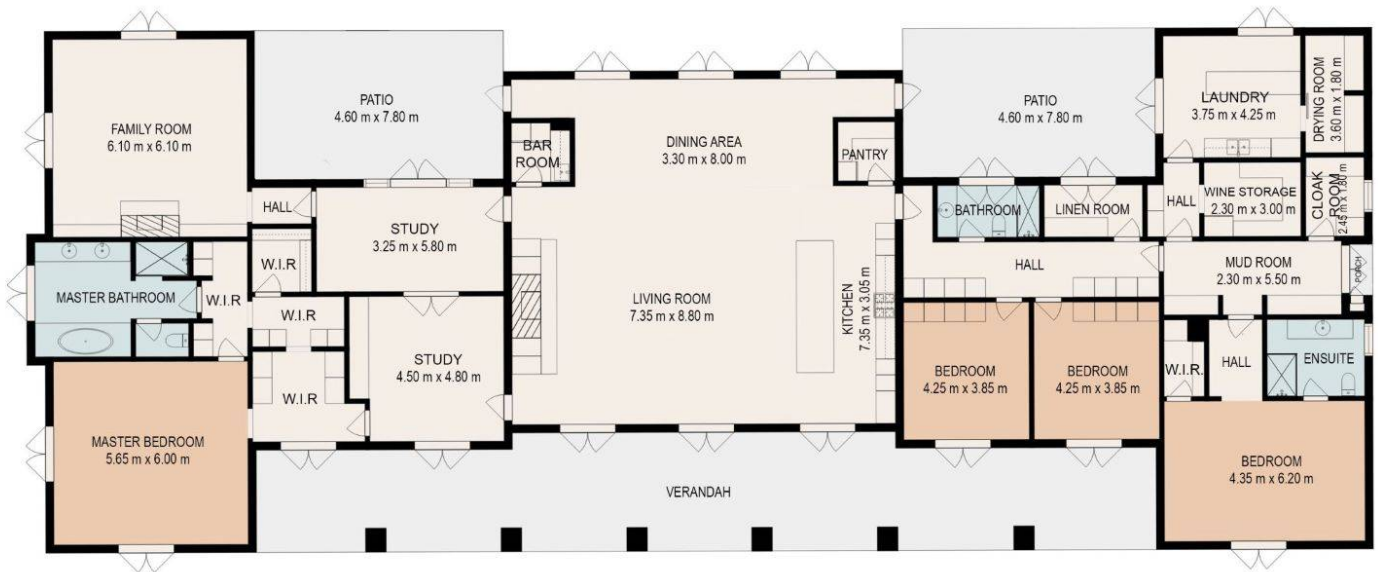 FAMILY ROOM
6.10 m x 6.10 m
PATIO
4.60 m x 7.80 m
BAR
ROOM
DINING AREA
3.30 m x 8.00 m
PANTRY
PATIO
4.60 m x 7.80 m
LAUNDRY
3.75 m x 4.25 m
DRYING ROOM
3.60 m x 1.80 m
HALL
STUDY
3.25 m x 5.80 m
W.I.R
BATHROOM
LINEN ROOM
HALL
WINE STORAGE
2.30 m x 3.00 m
CLOAK
ROOM
2.45 m x 1.80 m
MASTER BATHROOM
W.I.R
W.I.R
LIVING ROOM
7.35 m x 8.80 m
KITCHEN
7.35 m x 3.05 m
HALL
MUD ROOM
2.30 m x 5.50 m
PORCH
STUDY
4.50 m x 4.80 m
W.I.R
BEDROOM
4.25 m x 3.85 m
BEDROOM
4.25 m x 3.85 m
W.I.R.
HALL
ENSUITE
MASTER BEDROOM
5.65 m x 6.00 m
BEDROOM
4.35 m x 6.20 m
VERANDAH